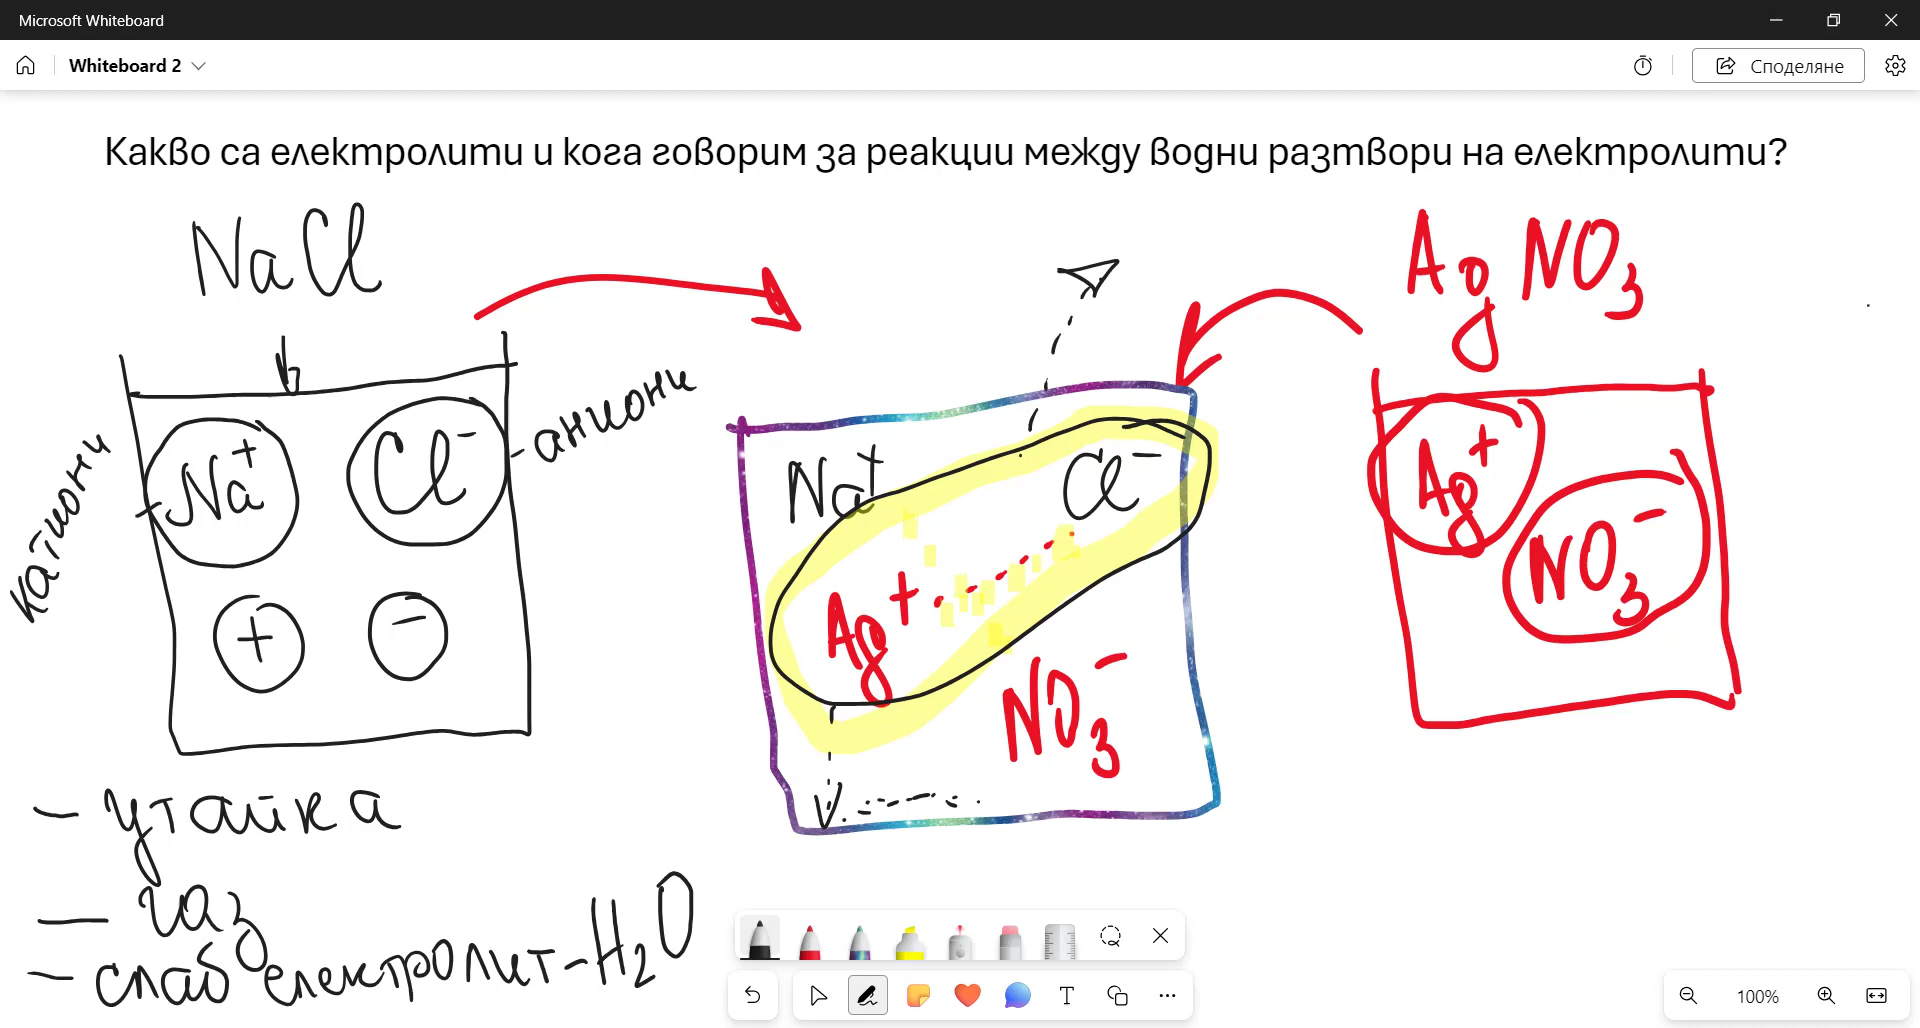 Microsoft Whiteboard
Whiteboard 2
Споделяне
Какво са електролити и кога говорим за реакции между водни разтвори на електролити?
NaCl
AgNO3
катиони
Na+
Cl-
- аниони
+
-
Na+
Cl-
Ag+
NO3-
Ag+
NO3-
- утайка
- газ
- слаб електролит - H2O
T
100%